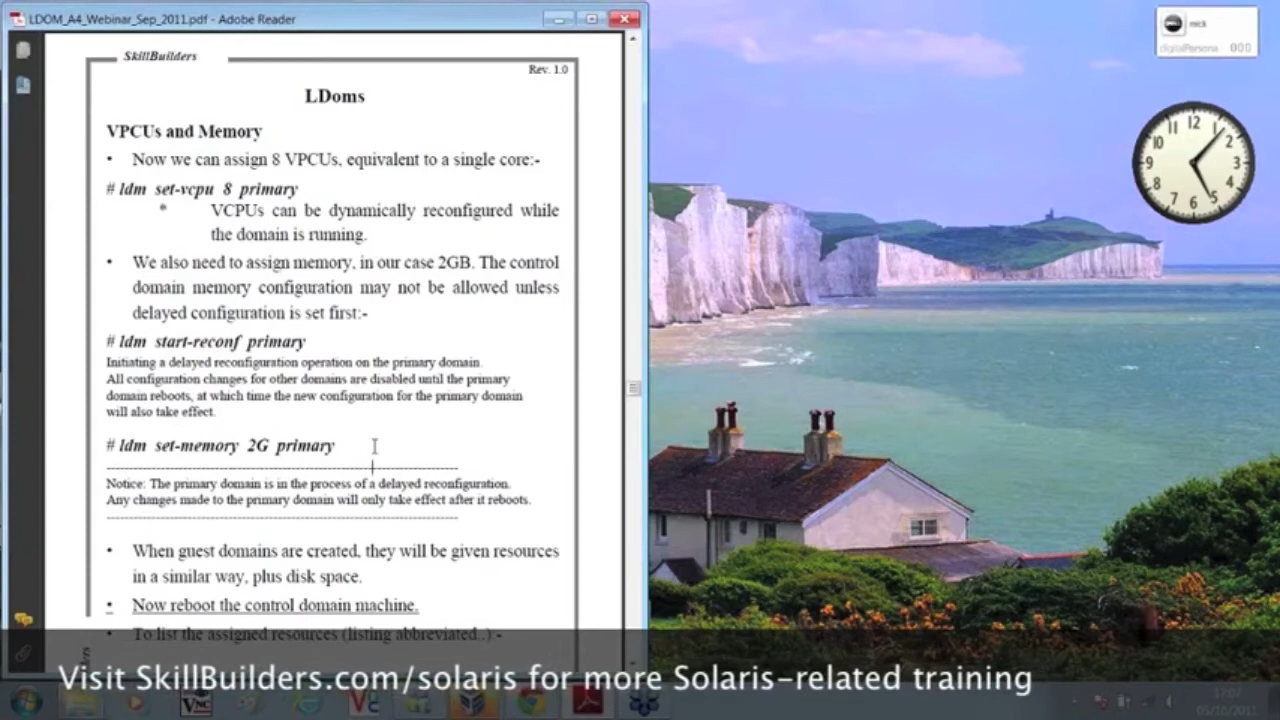 LDOM_A4_Webinar_Sep_2011.pdf - Adobe Reader
SkillBuilders
Rev. 1.0
LDoms
VPCUs and Memory
• Now we can assign 8 VPCUs, equivalent to a single core:-
# ldm set-vcpu 8 primary
* VCPUs can be dynamically reconfigured while
the domain is running.
• We also need to assign memory, in our case 2GB. The control
domain memory configuration may not be allowed unless
delayed configuration is set first:-
# ldm start-reconf primary
Initiating a delayed reconfiguration operation on the primary domain.
All configuration changes for other domains are disabled until the primary
domain reboots, at which time the new configuration for the primary domain
will also take effect.
# ldm set-memory 2G primary
Notice: The primary domain is in the process of a delayed reconfiguration.
Any changes made to the primary domain will only take effect after it reboots.
• When guest domains are created, they will be given resources
in a similar way, plus disk space.
• Now reboot the control domain machine.
• To list the assigned resources (listing abbreviated..):-
mick
digitalPersona
12
1
2
3
4
5
6
7
8
9
10
11
Visit SkillBuilders.com/solaris for more Solaris-related training
17:07
05/10/2011